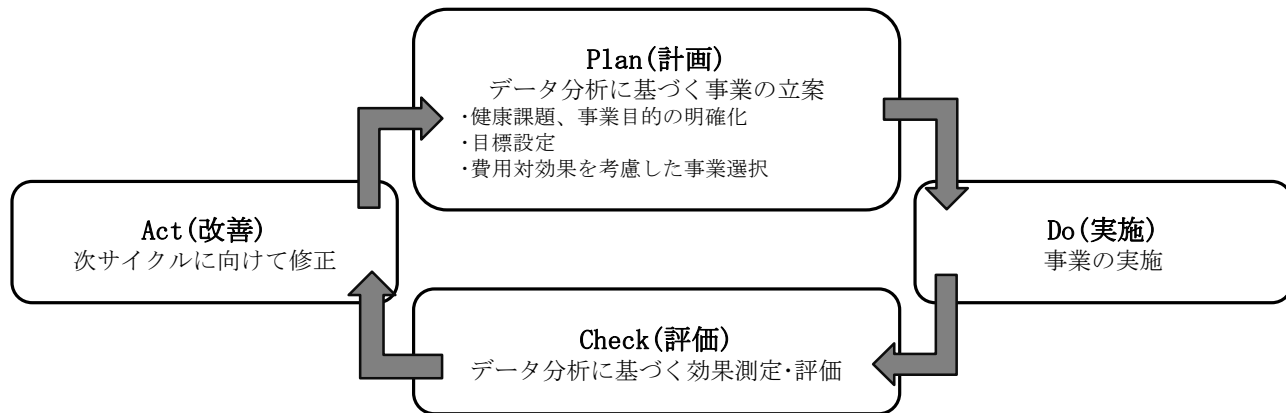 Plan(計画)
データ分析に基づく事業の立案
・健康課題、事業目的の明確化
・目標設定
・費用対効果を考慮した事業選択
Act(改善)
次サイクルに向けて修正
Do(実施)
事業の実施
Check(評価)
データ分析に基づく効果測定・評価